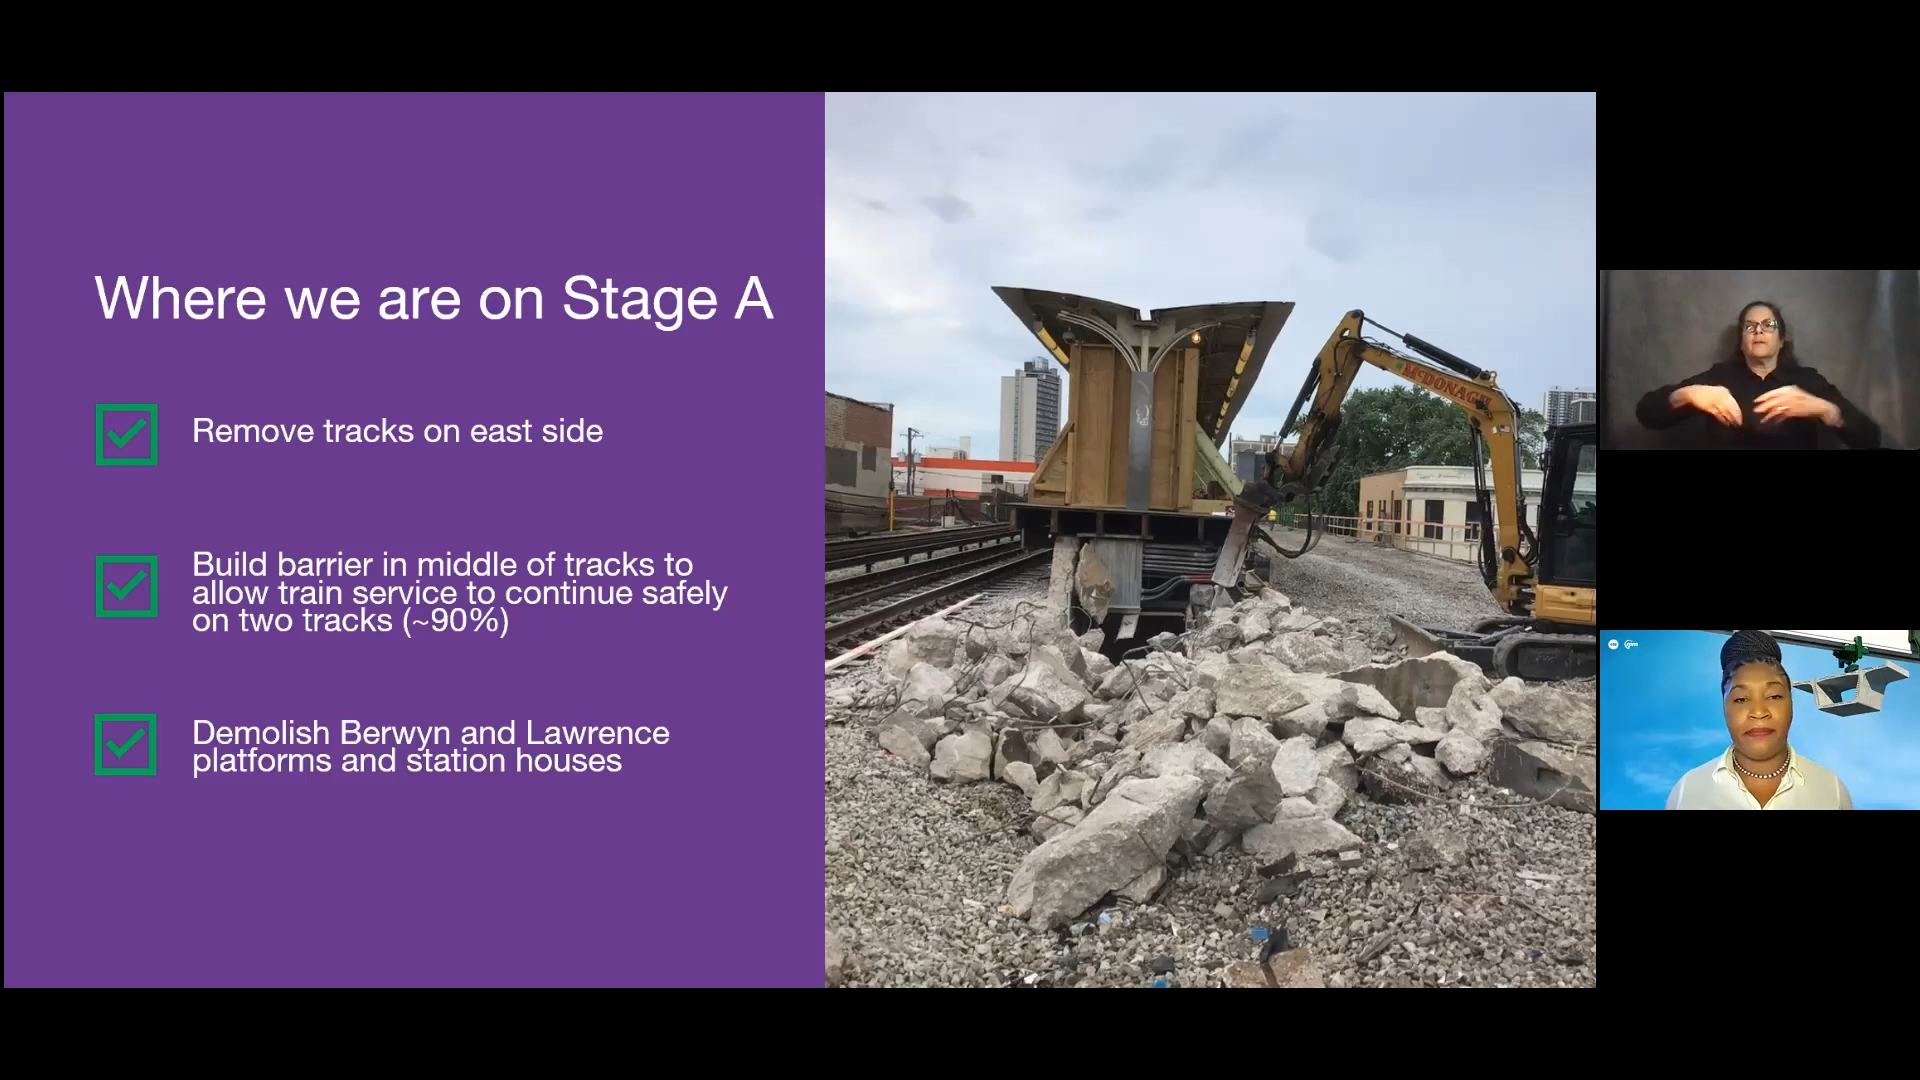 Where we are on Stage A
Remove tracks on east side
Build barrier in middle of tracks to
allow train service to continue safely
on two tracks (~90%)
Demolish Berwyn and Lawrence
platforms and station houses
McDONAGH